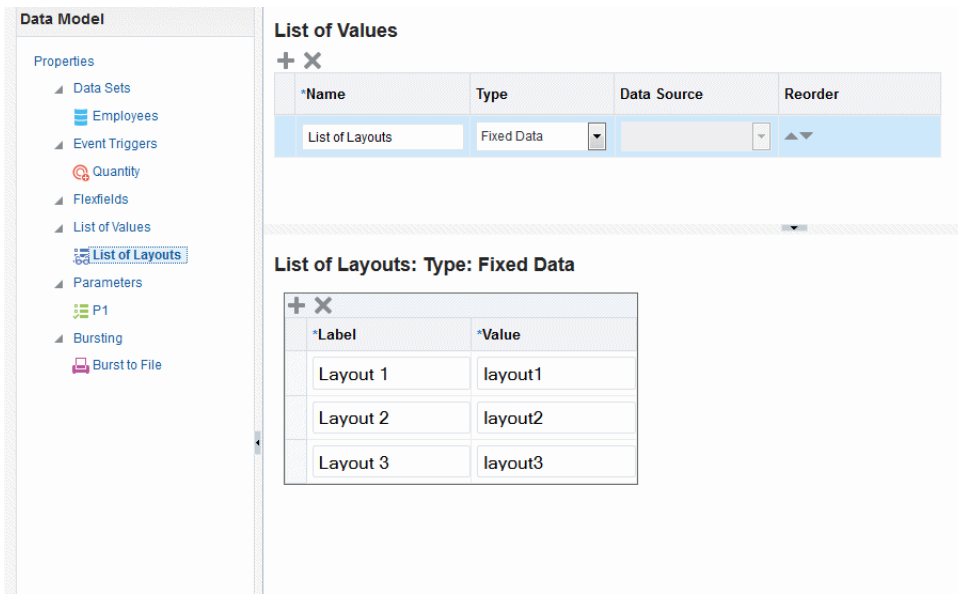 Data Model
Properties
Data Sets
Employees
Event Triggers
Quantity
Flexfields
List of Values
List of Layouts
Parameters
P1
Bursting
Burst to File
List of Values
*Name Type Data Source Reorder
List of Layouts Fixed Data
List of Layouts: Type: Fixed Data
*Label *Value
Layout 1 layout1
Layout 2 layout2
Layout 3 layout3